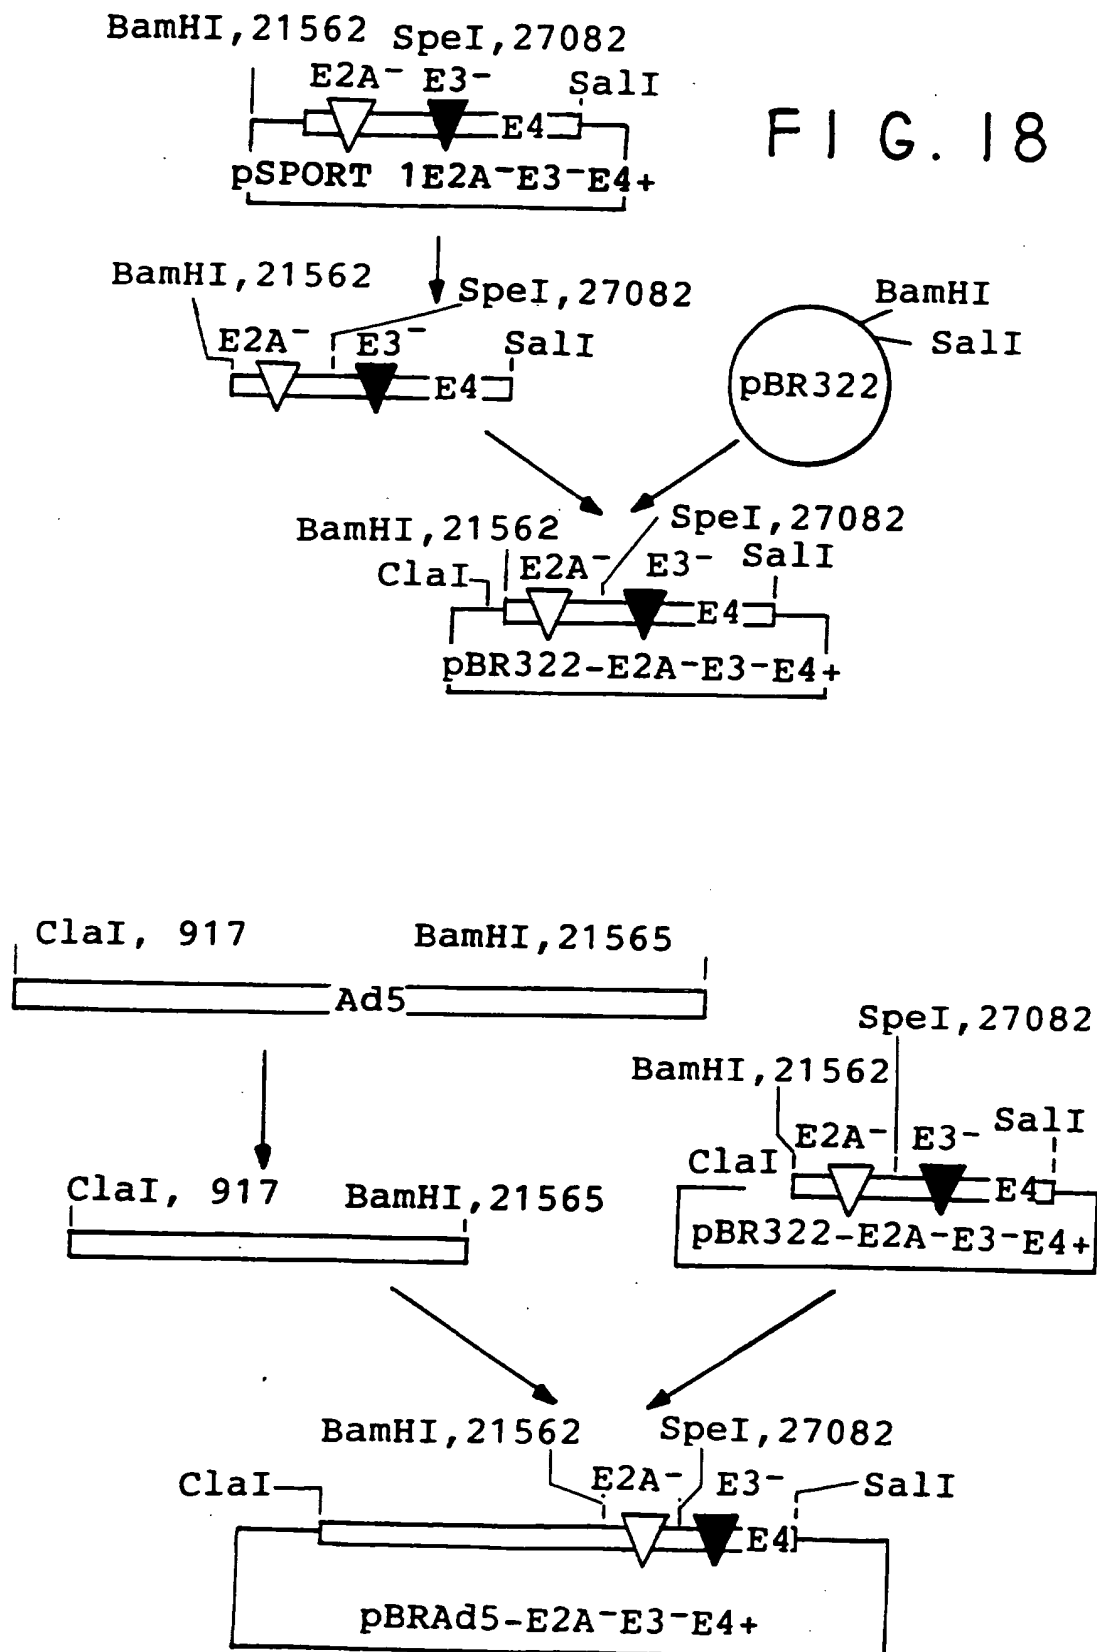 BamHI,21562 SpeI,27082
E2A- E3- SalI
E4
FIG. 18
pSPORT 1E2A-E3-E4+
BamHI,21562 SpeI,27082
E2A- E3- SalI
E4
BamHI
SalI
pBR322
BamHI,21562 SpeI,27082
ClaI E2A- E3- SalI
E4
pBR322-E2A-E3-E4+
ClaI, 917 BamHI,21565
Ad5
SpeI,27082
BamHI,21562
ClaI E2A- E3- SalI
E4
pBR322-E2A-E3-E4+
ClaI, 917 BamHI,21565
BamHI,21562 SpeI,27082
ClaI E2A- E3- SalI
E4
pBRAd5-E2A-E3-E4+